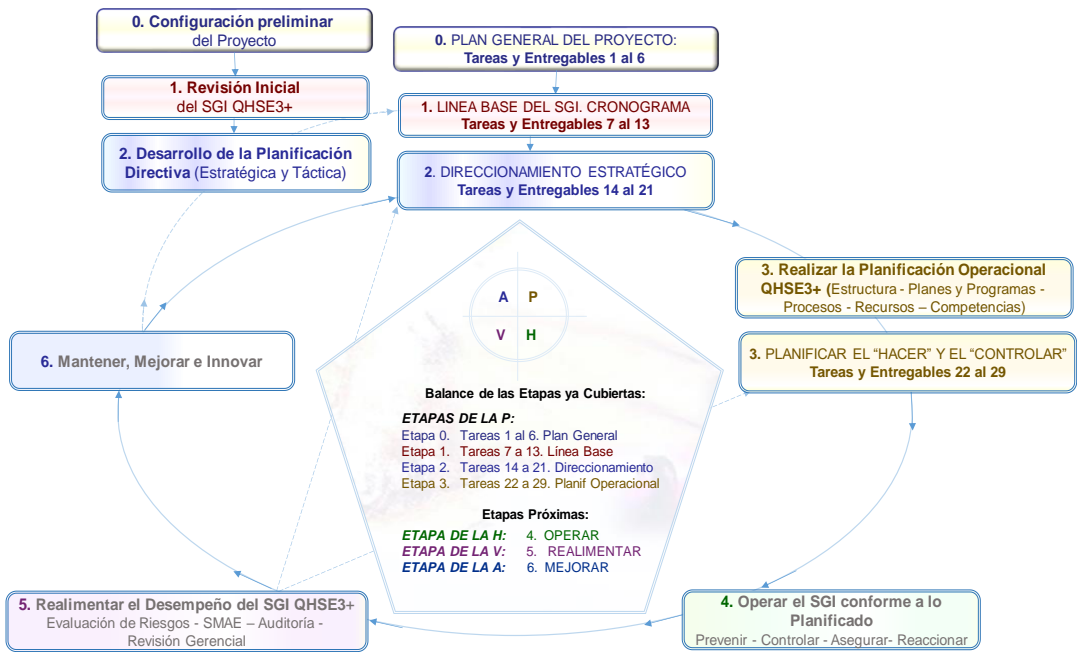 0. Configuración preliminar
del Proyecto
0. PLAN GENERAL DEL PROYECTO:
Tareas y Entregables 1 al 6
1. Revisión Inicial
del SGI QHSE3+
1. LINEA BASE DEL SGI. CRONOGRAMA
Tareas y Entregables 7 al 13
2. Desarrollo de la Planificación
Directiva (Estratégica y Táctica)
2. DIRECCIONAMIENTO ESTRATÉGICO
Tareas y Entregables 14 al 21
3. Realizar la Planificación Operacional
QHSE3+ (Estructura - Planes y Programas -
Procesos - Recursos – Competencias)
3. PLANIFICAR EL “HACER” Y EL “CONTROLAR”
Tareas y Entregables 22 al 29
A P
V H
6. Mantener, Mejorar e Innovar
Balance de las Etapas ya Cubiertas:
ETAPAS DE LA P:
Etapa 0. Tareas 1 al 6. Plan General
Etapa 1. Tareas 7 a 13. Línea Base
Etapa 2. Tareas 14 a 21. Direccionamiento
Etapa 3. Tareas 22 a 29. Planif Operacional
Etapas Próximas:
ETAPA DE LA H: 4. OPERAR
ETAPA DE LA V: 5. REALIMENTAR
ETAPA DE LA A: 6. MEJORAR
5. Realimentar el Desempeño del SGI QHSE3+
Evaluación de Riesgos - SMAE – Auditoría -
Revisión Gerencial
4. Operar el SGI conforme a lo
Planificado
Prevenir - Controlar - Asegurar- Reaccionar